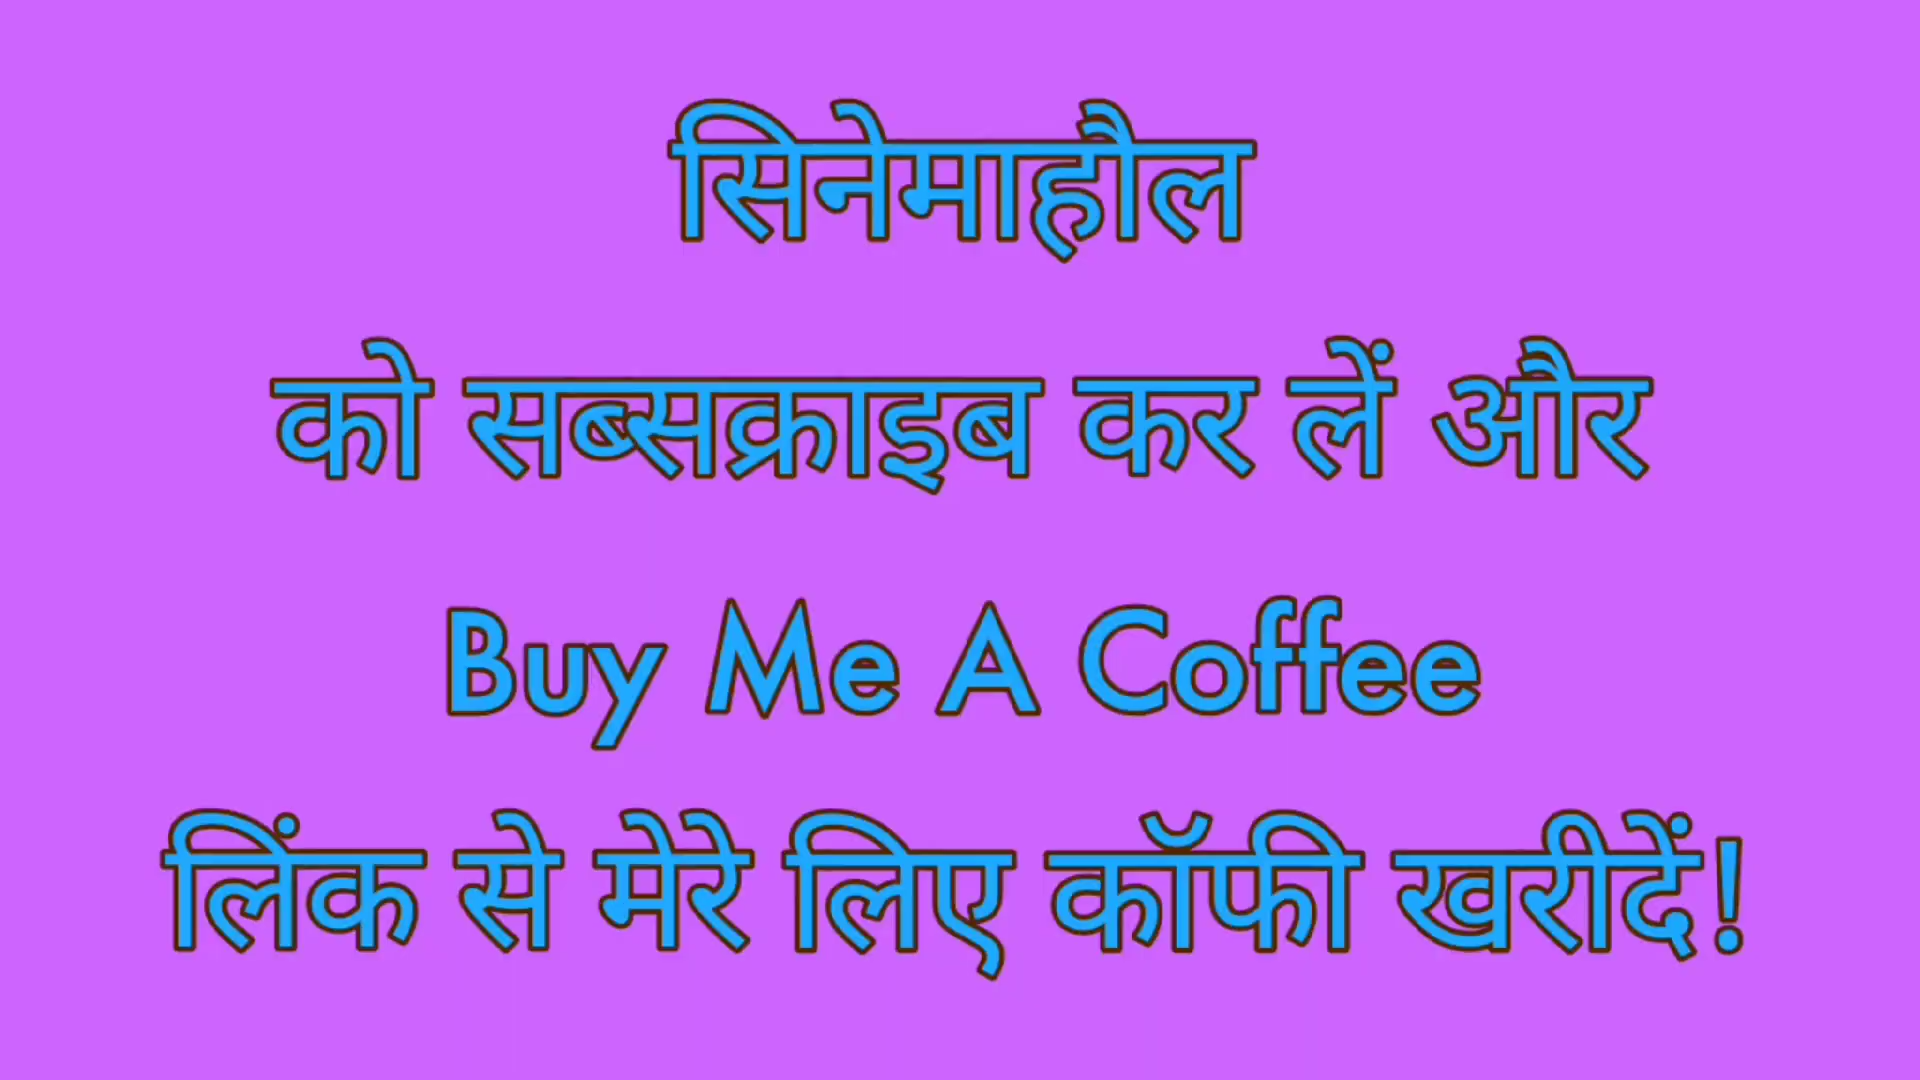 सिनेमाहौल
को सब्सक्राइब कर लें और
Buy Me A Coffee
लिंक से मेरे लिए कॉफी खरीदें!